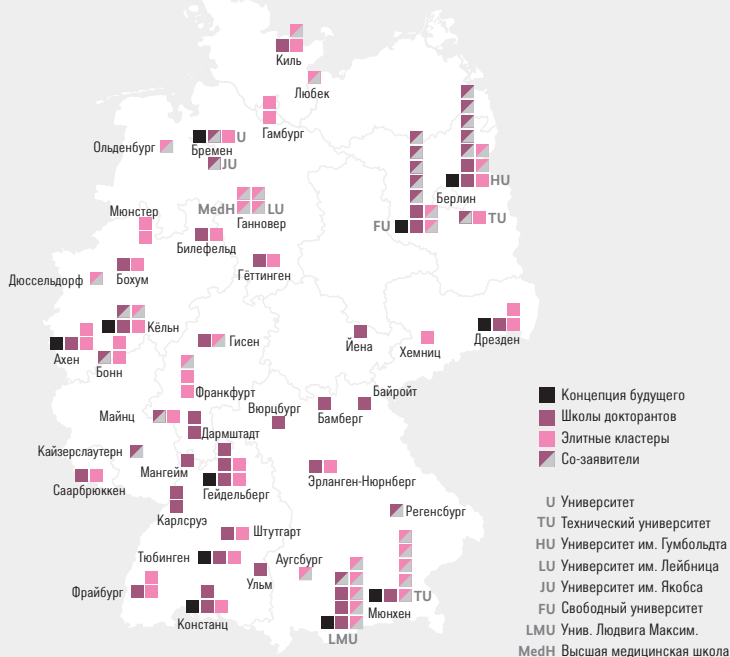 Киль
Любек
Гамбург
Ольденбург
U
Бремен
JU
MedH
LU
Ганновер
HU
Берлин
FU
TU
Мюнстер
Билефельд
Гёттинген
Дюссельдорф
Бохум
Кёльн
Ахен
Бонн
Гисен
Йена
Хемниц
Дрезден
Франкфурт
Майнц
Вюрцбург
Байройт
Бамберг
Дармштадт
Кайзерслаутерн
Мангейм
Саарбрюккен
Гейдельберг
Эрланген-Нюрнберг
Карлсруэ
Регенсбург
Штутгарт
Тюбинген
Аугсбург
Ульм
Фрайбург
Констанц
TU
Мюнхен
LMU
Концепция будущего
Школы докторантов
Элитные кластеры
Со-заявители
U Университет
TU Технический университет
HU Университет им. Гумбольдта
LU Университет им. Лейбница
JU Университет им. Якобса
FU Свободный университет
LMU Унив. Людвига Максим.
MedH Высшая медицинская школа